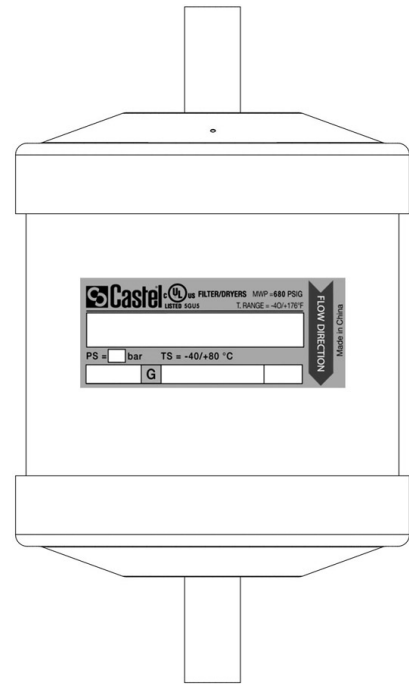 Castel c UL us FILTER/DRYERS MWP =680 PSIG
LISTED SGU5 T. RANGE = -40/+176°F
PS = bar TS = -40/+80 °C
G
FLOW DIRECTION
Made in China